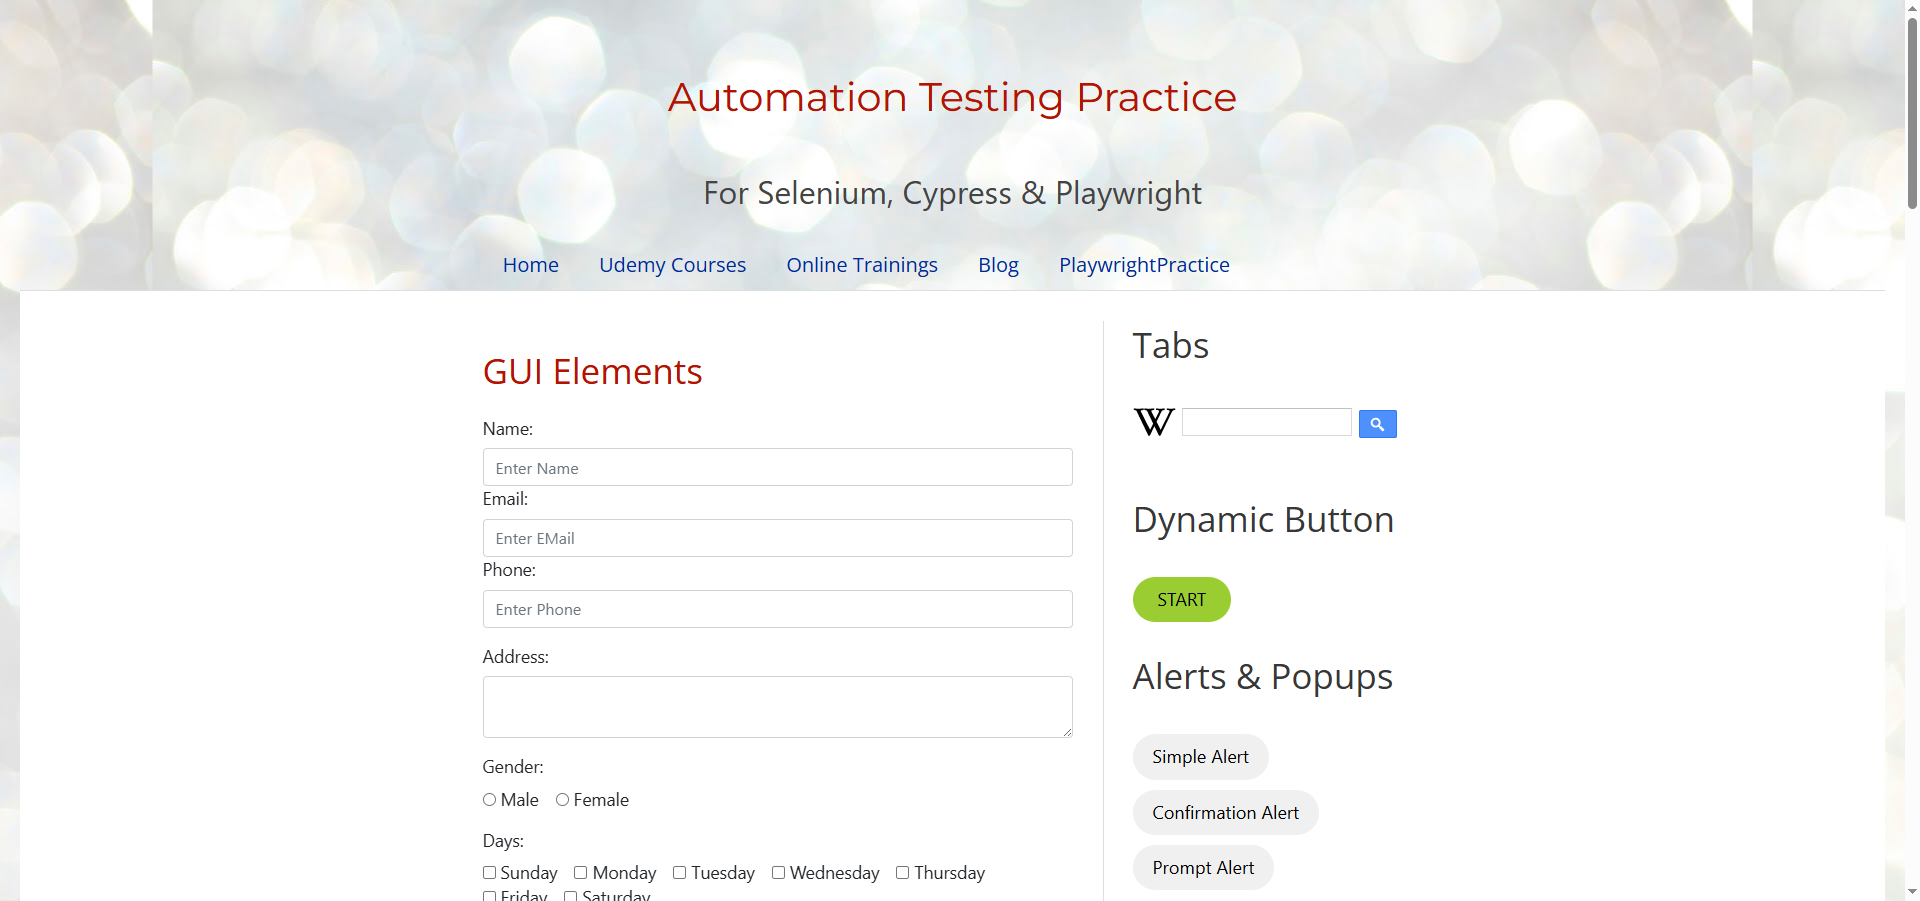 Automation Testing Practice
For Selenium, Cypress & Playwright
Home Udemy Courses Online Trainings Blog PlaywrightPractice
GUI Elements
Name:
Enter Name
Email:
Enter EMail
Phone:
Enter Phone
Address:
Gender:
Male Female
Days:
Sunday Monday Tuesday Wednesday Thursday
Friday Saturday
Tabs
W
Dynamic Button
START
Alerts & Popups
Simple Alert
Confirmation Alert
Prompt Alert